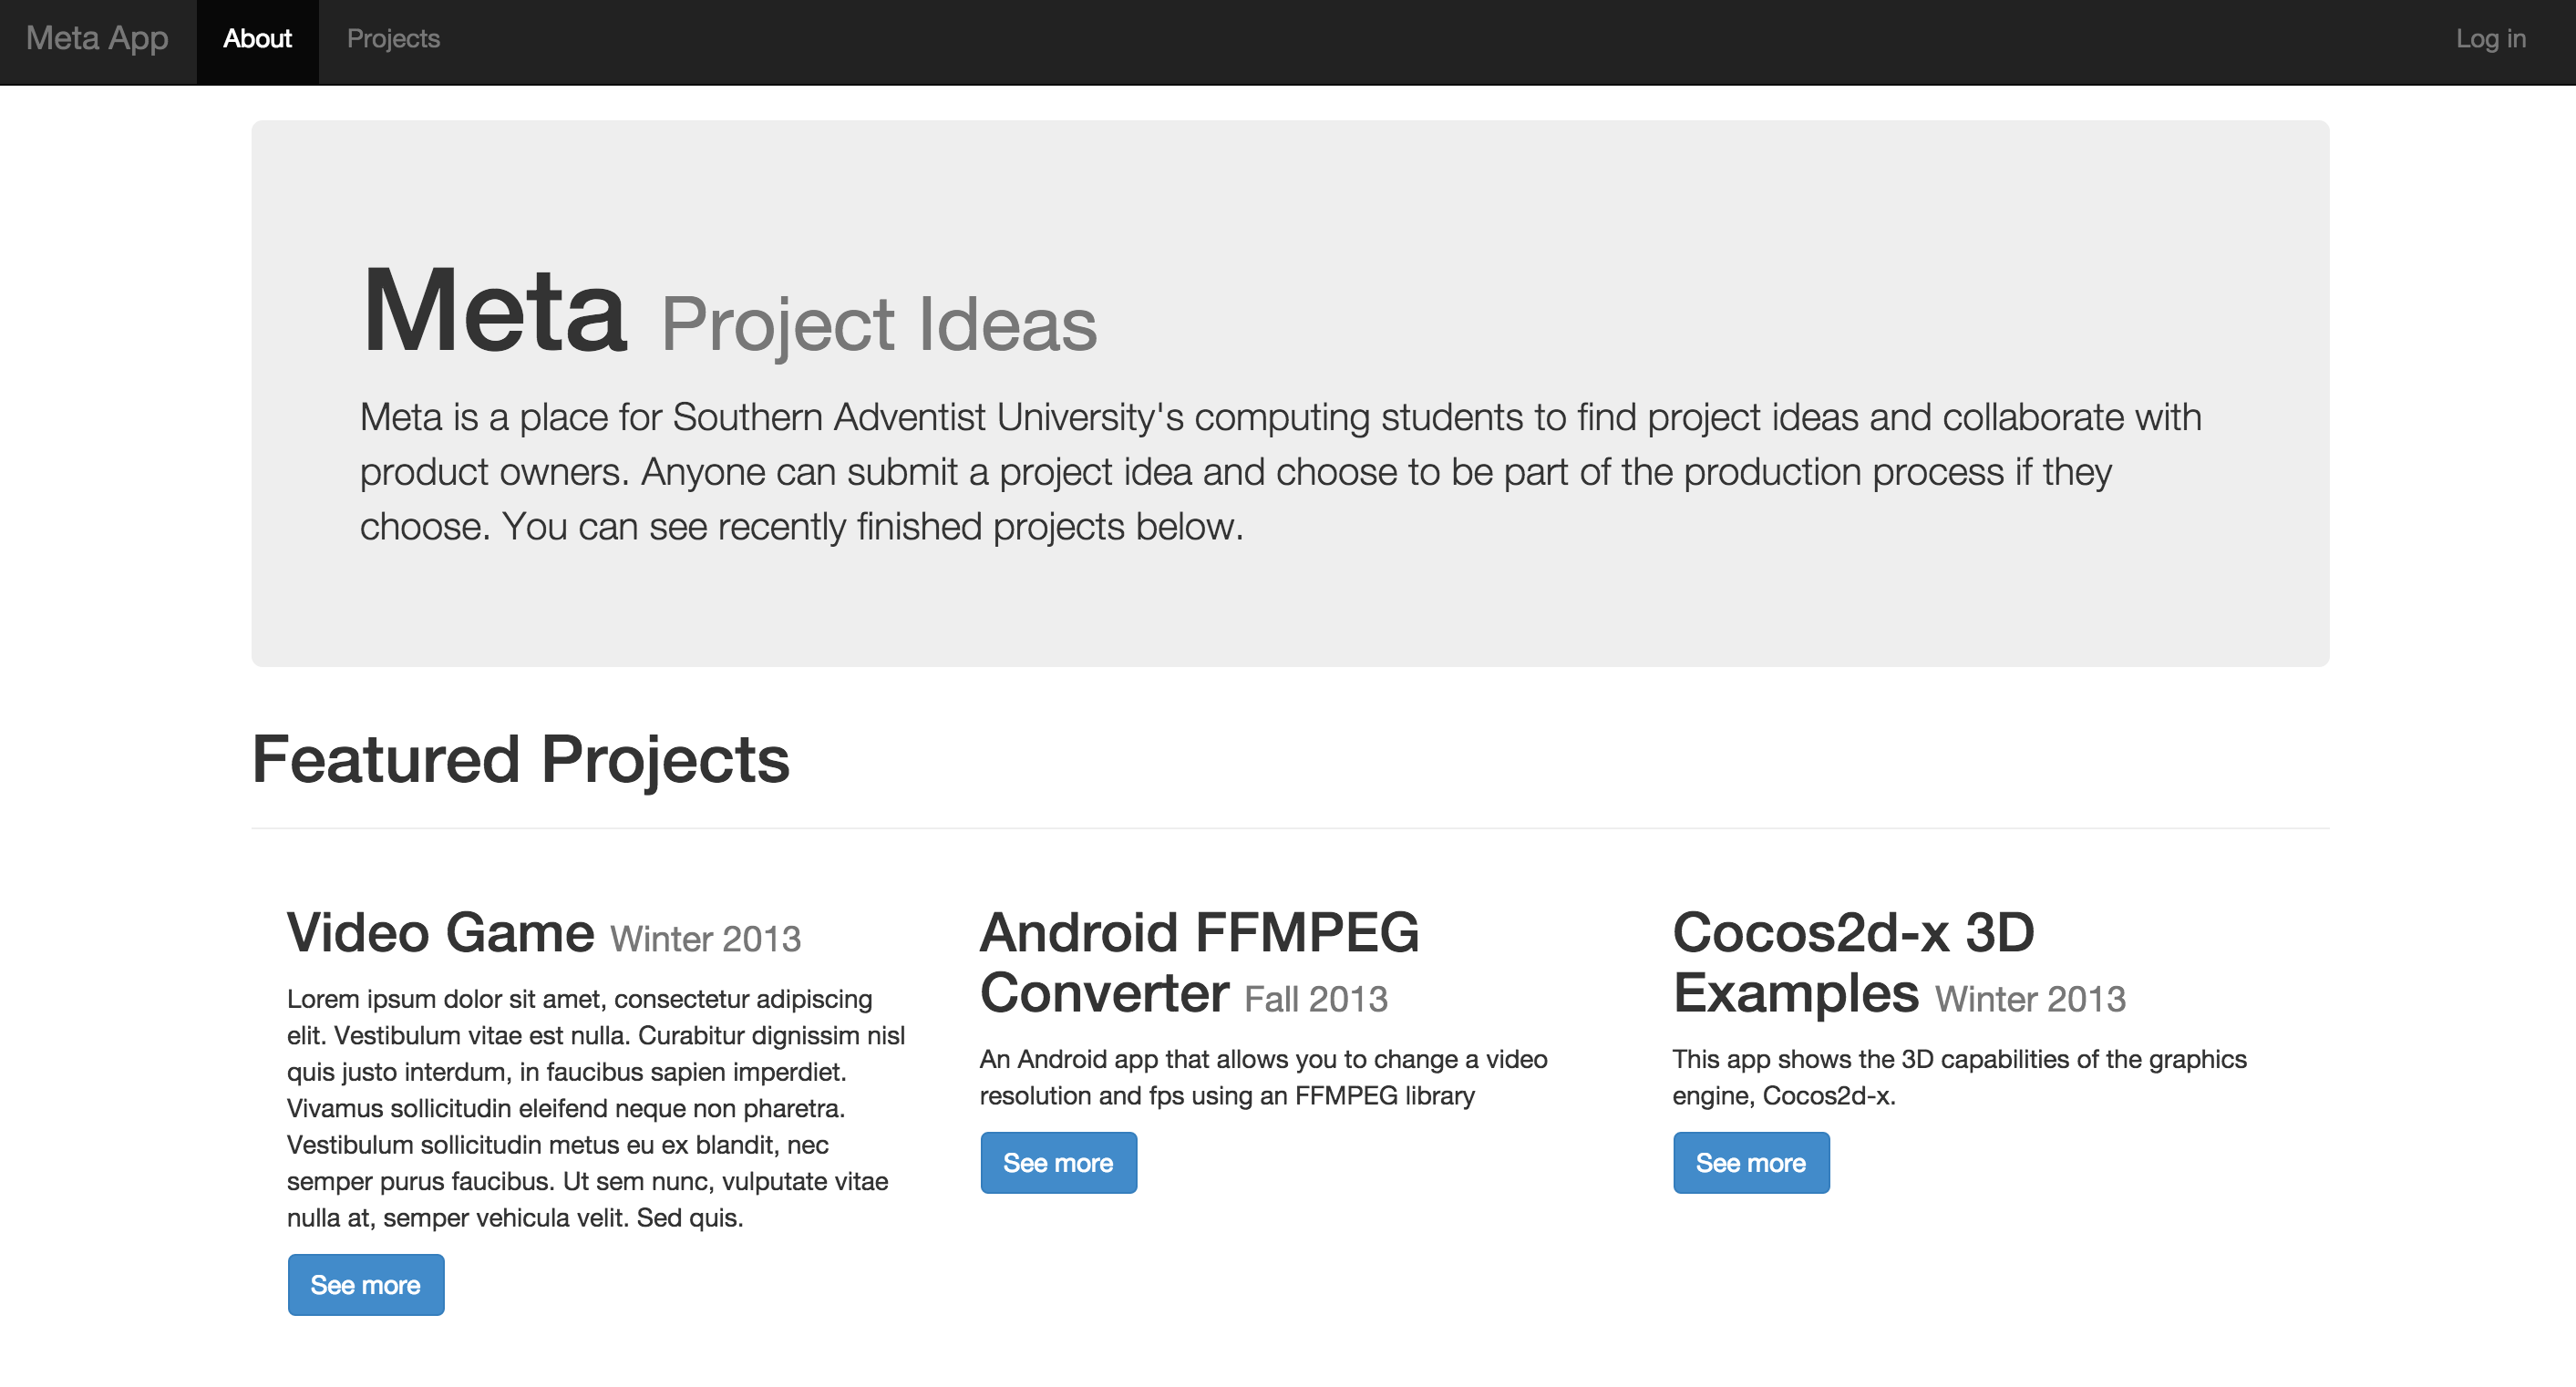 Meta App About Projects Log in
Meta Project Ideas
Meta is a place for Southern Adventist University's computing students to find project ideas and collaborate with
product owners. Anyone can submit a project idea and choose to be part of the production process if they
choose. You can see recently finished projects below.
Featured Projects
Video Game Winter 2013
Lorem ipsum dolor sit amet, consectetur adipiscing
elit. Vestibulum vitae est nulla. Curabitur dignissim nisl
quis justo interdum, in faucibus sapien imperdiet.
Vivamus sollicitudin eleifend neque non pharetra.
Vestibulum sollicitudin metus eu ex blandit, nec
semper purus faucibus. Ut sem nunc, vulputate vitae
nulla at, semper vehicula velit. Sed quis.
See more
Android FFMPEG
Converter Fall 2013
An Android app that allows you to change a video
resolution and fps using an FFMPEG library
See more
Cocos2d-x 3D
Examples Winter 2013
This app shows the 3D capabilities of the graphics
engine, Cocos2d-x.
See more